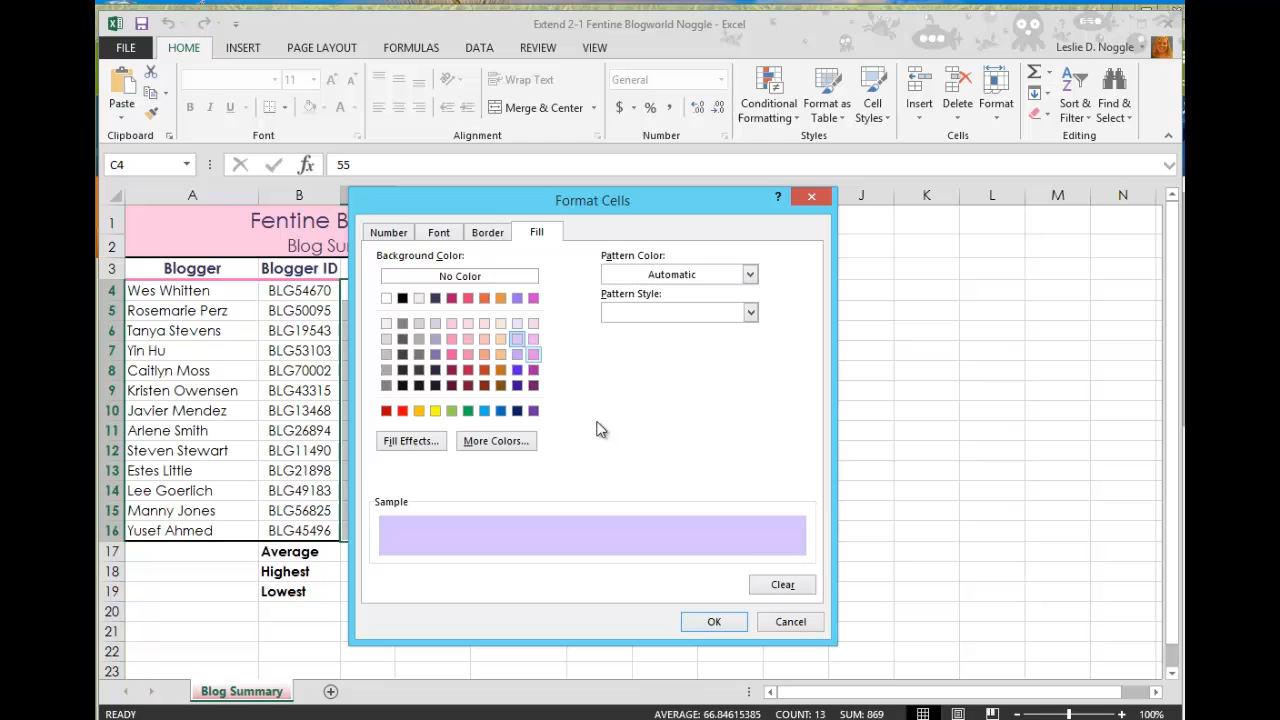 Extend 2-1 Fentine Blogworld Noggle - Excel
FILE HOME INSERT PAGE LAYOUT FORMULAS DATA REVIEW VIEW Leslie D. Noggle
Paste
11 A A
B I U A
Wrap Text
Merge & Center
General
$ % ,
Conditional Formatting
Format as Table
Cell Styles
Insert
Delete
Format
Sort & Filter
Find & Select
Clipboard Font Alignment Number Styles Cells Editing
C4 fx 55
A B J K L M N
1 Fentine B
2 Blog Su
3 Blogger Blogger ID
4 Wes Whitten BLG54670
5 Rosemarie Perz BLG50095
6 Tanya Stevens BLG19543
7 Yin Hu BLG53103
8 Caitlyn Moss BLG70002
9 Kristen Owensen BLG43315
10 Javier Mendez BLG13468
11 Arlene Smith BLG26894
12 Steven Stewart BLG11490
13 Estes Little BLG21898
14 Lee Goerlich BLG49183
15 Manny Jones BLG56825
16 Yusef Ahmed BLG45496
17 Average
18 Highest
19 Lowest
20
21
22
23
Format Cells ?
Number Font Border Fill
Background Color:
No Color
Pattern Color:
Automatic
Pattern Style:
Fill Effects... More Colors...
Sample
Clear
OK Cancel
Blog Summary
READY AVERAGE: 66.84615385 COUNT: 13 SUM: 869 100%